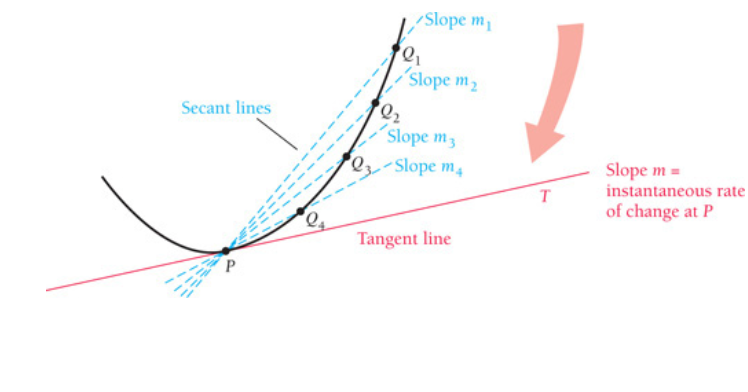 Slope m₁
Q₁
Slope m₂
Secant lines
Q₂
Slope m₃
Q₃
Slope m₄
Slope m =
instantaneous rate
of change at P
T
Q₄
Tangent line
P